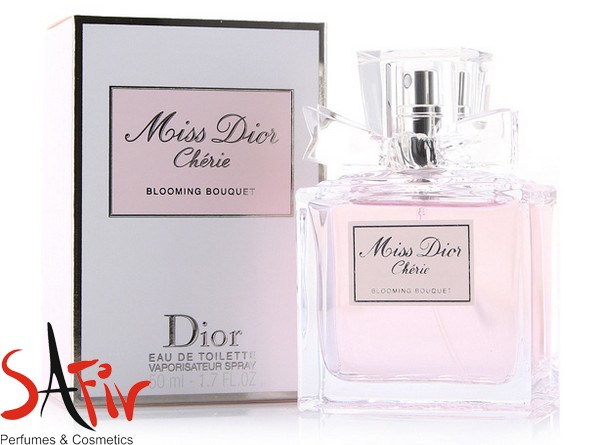 Miss Dior
Chérie
BLOOMING BOUQUET
Dior
EAU DE TOILETTE
VAPORISATEUR SPRAY
50 ml - 1.7 FL.OZ
Miss Dior
Chérie
BLOOMING BOUQUET
SAFIR
Perfumes & Cosmetics